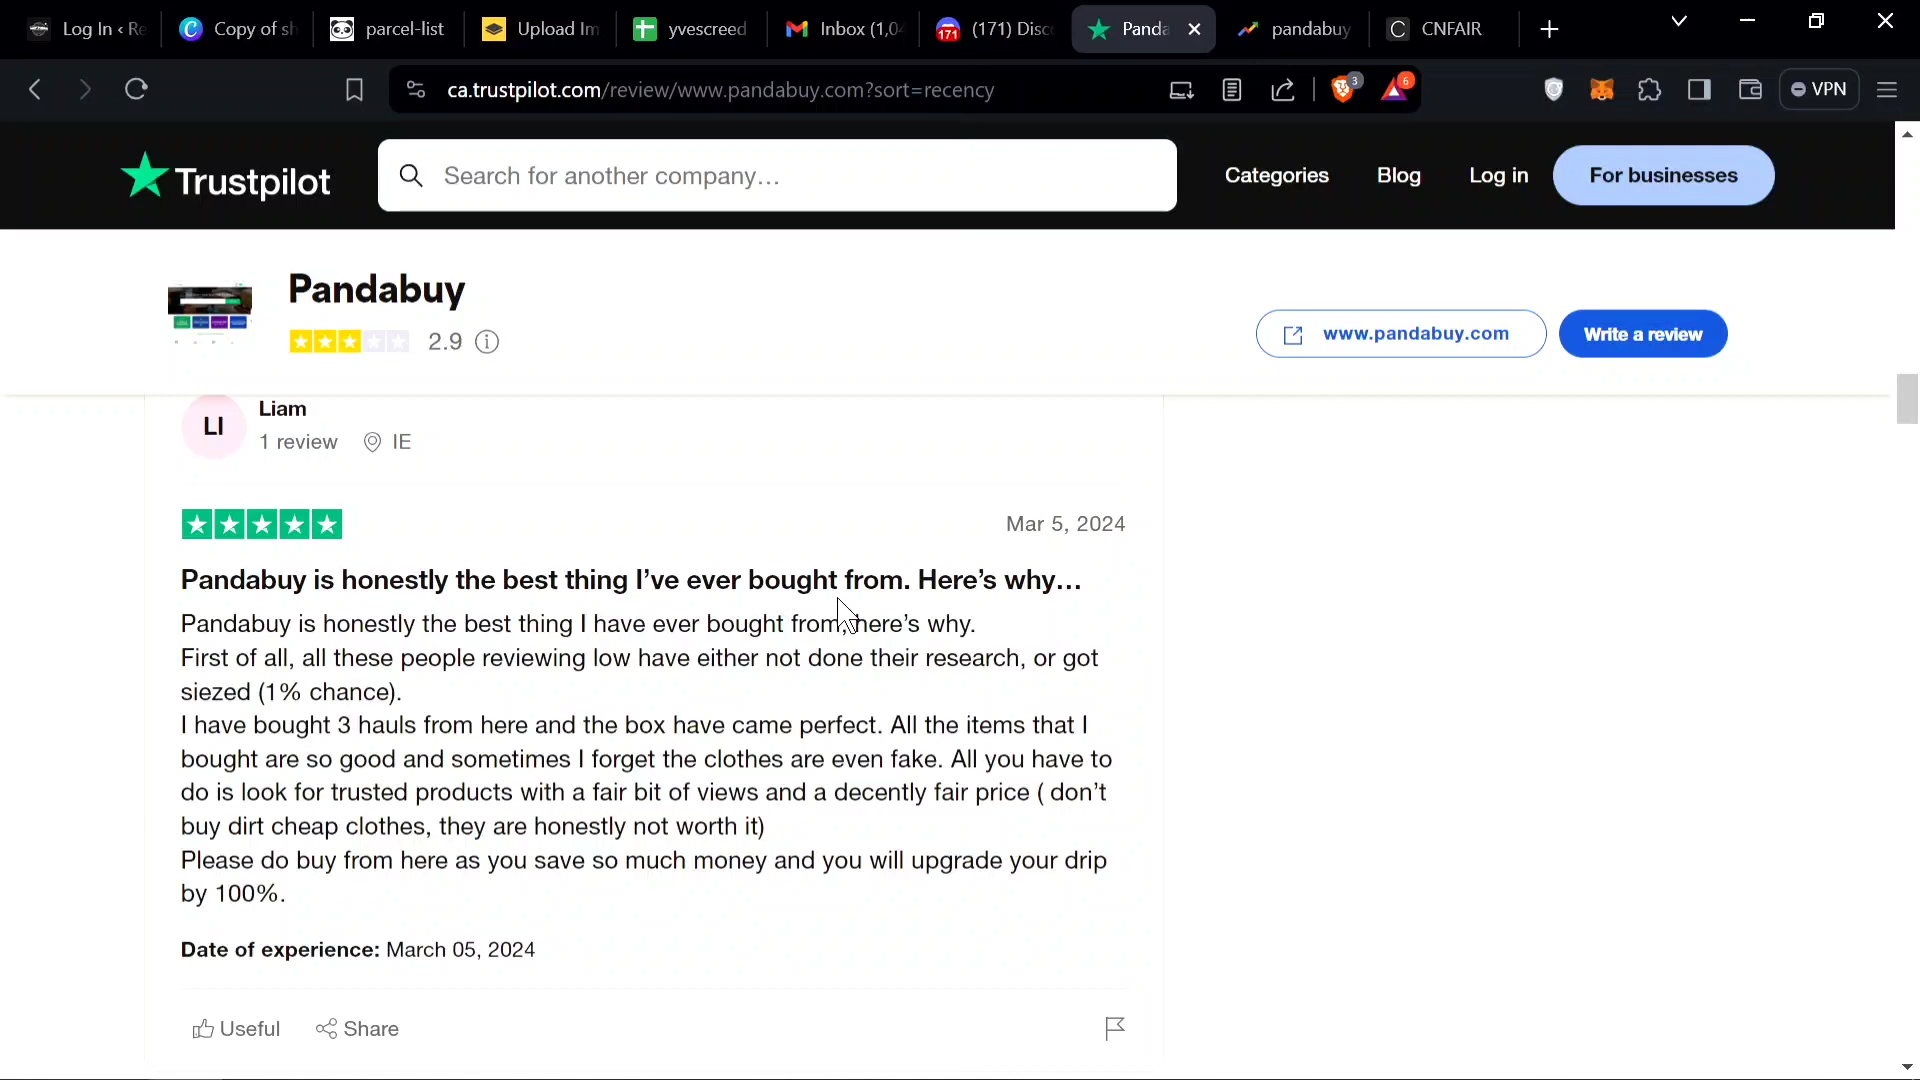 Log In ‹ Re
Copy of sh
parcel-list
Upload Im
yvescreed
Inbox (1,04
171
(171) Disc
Panda
pandabuy
C
CNFAIR
ca.trustpilot.com/review/www.pandabuy.com?sort=recency
3
6
VPN
Trustpilot
Search for another company…
Categories
Blog
Log in
For businesses
Pandabuy
2.9
www.pandabuy.com
Write a review
LI
Liam
1 review
IE
Mar 5, 2024
Pandabuy is honestly the best thing I’ve ever bought from. Here’s why…
Pandabuy is honestly the best thing I have ever bought from, here’s why.
First of all, all these people reviewing low have either not done their research, or got
siezed (1% chance).
I have bought 3 hauls from here and the box have came perfect. All the items that I
bought are so good and sometimes I forget the clothes are even fake. All you have to
do is look for trusted products with a fair bit of views and a decently fair price ( don’t
buy dirt cheap clothes, they are honestly not worth it)
Please do buy from here as you save so much money and you will upgrade your drip
by 100%.
Date of experience: March 05, 2024
Useful
Share